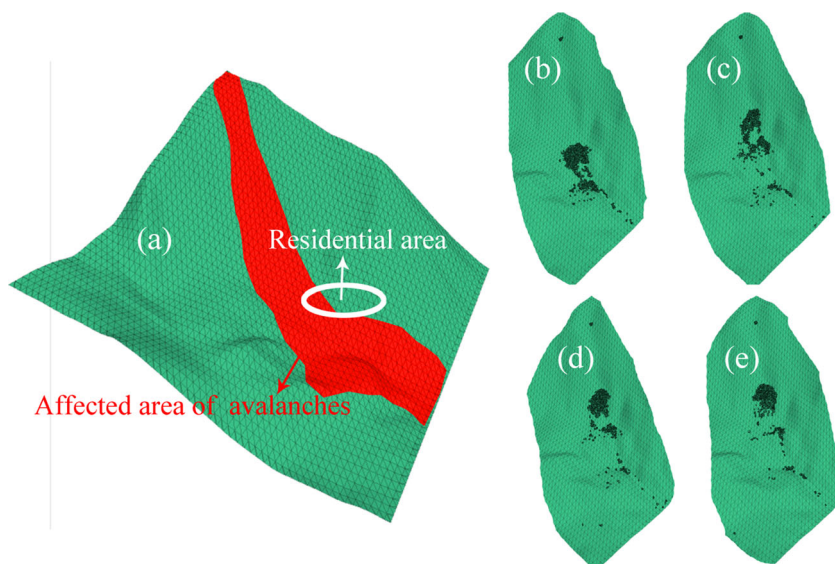 (a)
Residential area
Affected area of avalanches
(b)
(c)
(d)
(e)